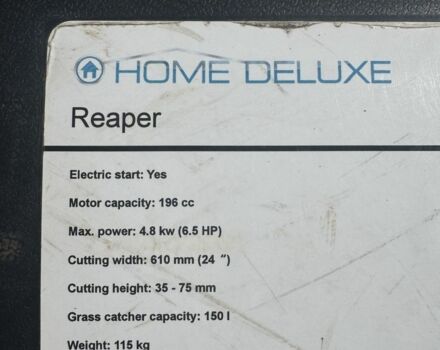 HOME DELUXE
Reaper
Electric start: Yes
Motor capacity: 196 cc
Max. power: 4.8 kw (6.5 HP)
Cutting width: 610 mm (24 ")
Cutting height: 35 - 75 mm
Grass catcher capacity: 150 l
Weight: 115 kg